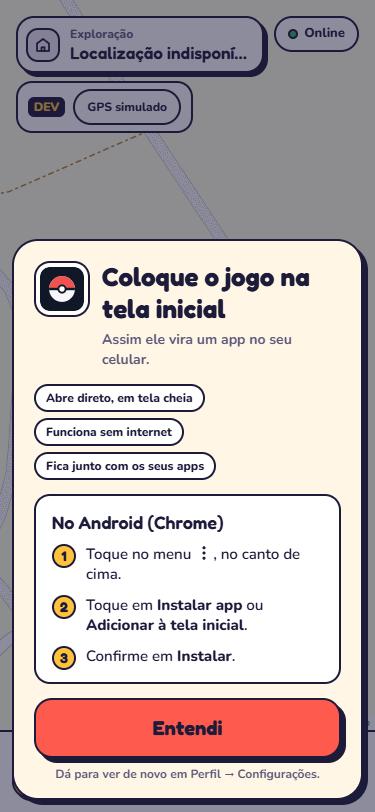 Exploração
Localização indisponí...
Online
DEV
GPS simulado
Coloque o jogo na
tela inicial
Assim ele vira um app no seu
celular.
Abre direto, em tela cheia
Funciona sem internet
Fica junto com os seus apps
No Android (Chrome)
1 Toque no menu ⋮ , no canto de
cima.
2 Toque em Instalar app ou
Adicionar à tela inicial.
3 Confirme em Instalar.
Entendi
Dá para ver de novo em Perfil → Configurações.